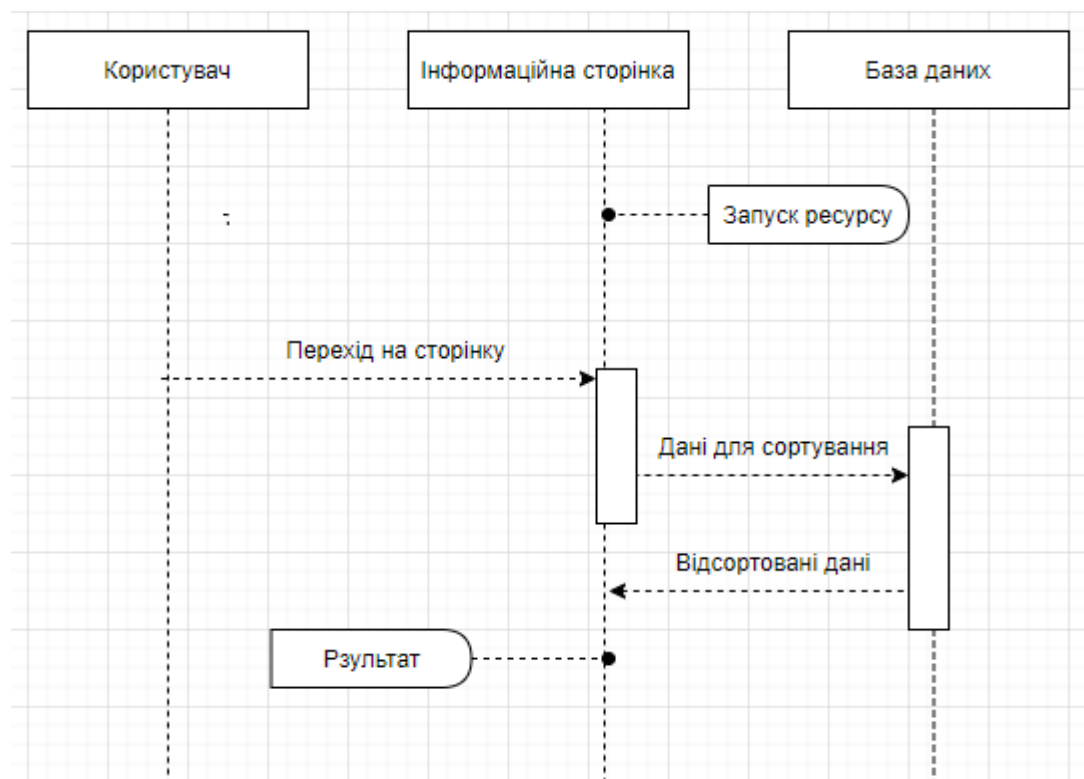 Користувач
Інформаційна сторінка
База даних
Запуск ресурсу
Перехід на сторінку
Дані для сортування
Відсортовані дані
Рзультат